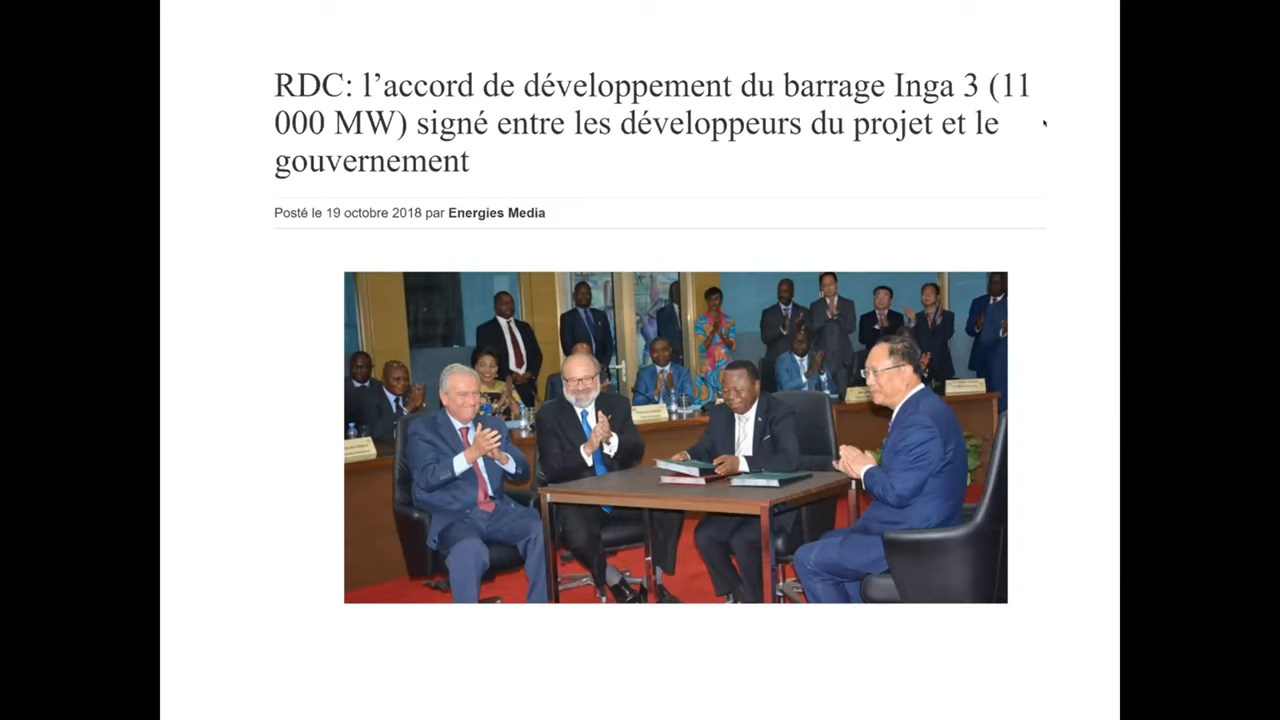 RDC: l’accord de développement du barrage Inga 3 (11
000 MW) signé entre les développeurs du projet et le
gouvernement
Posté le 19 octobre 2018 par Energies Media